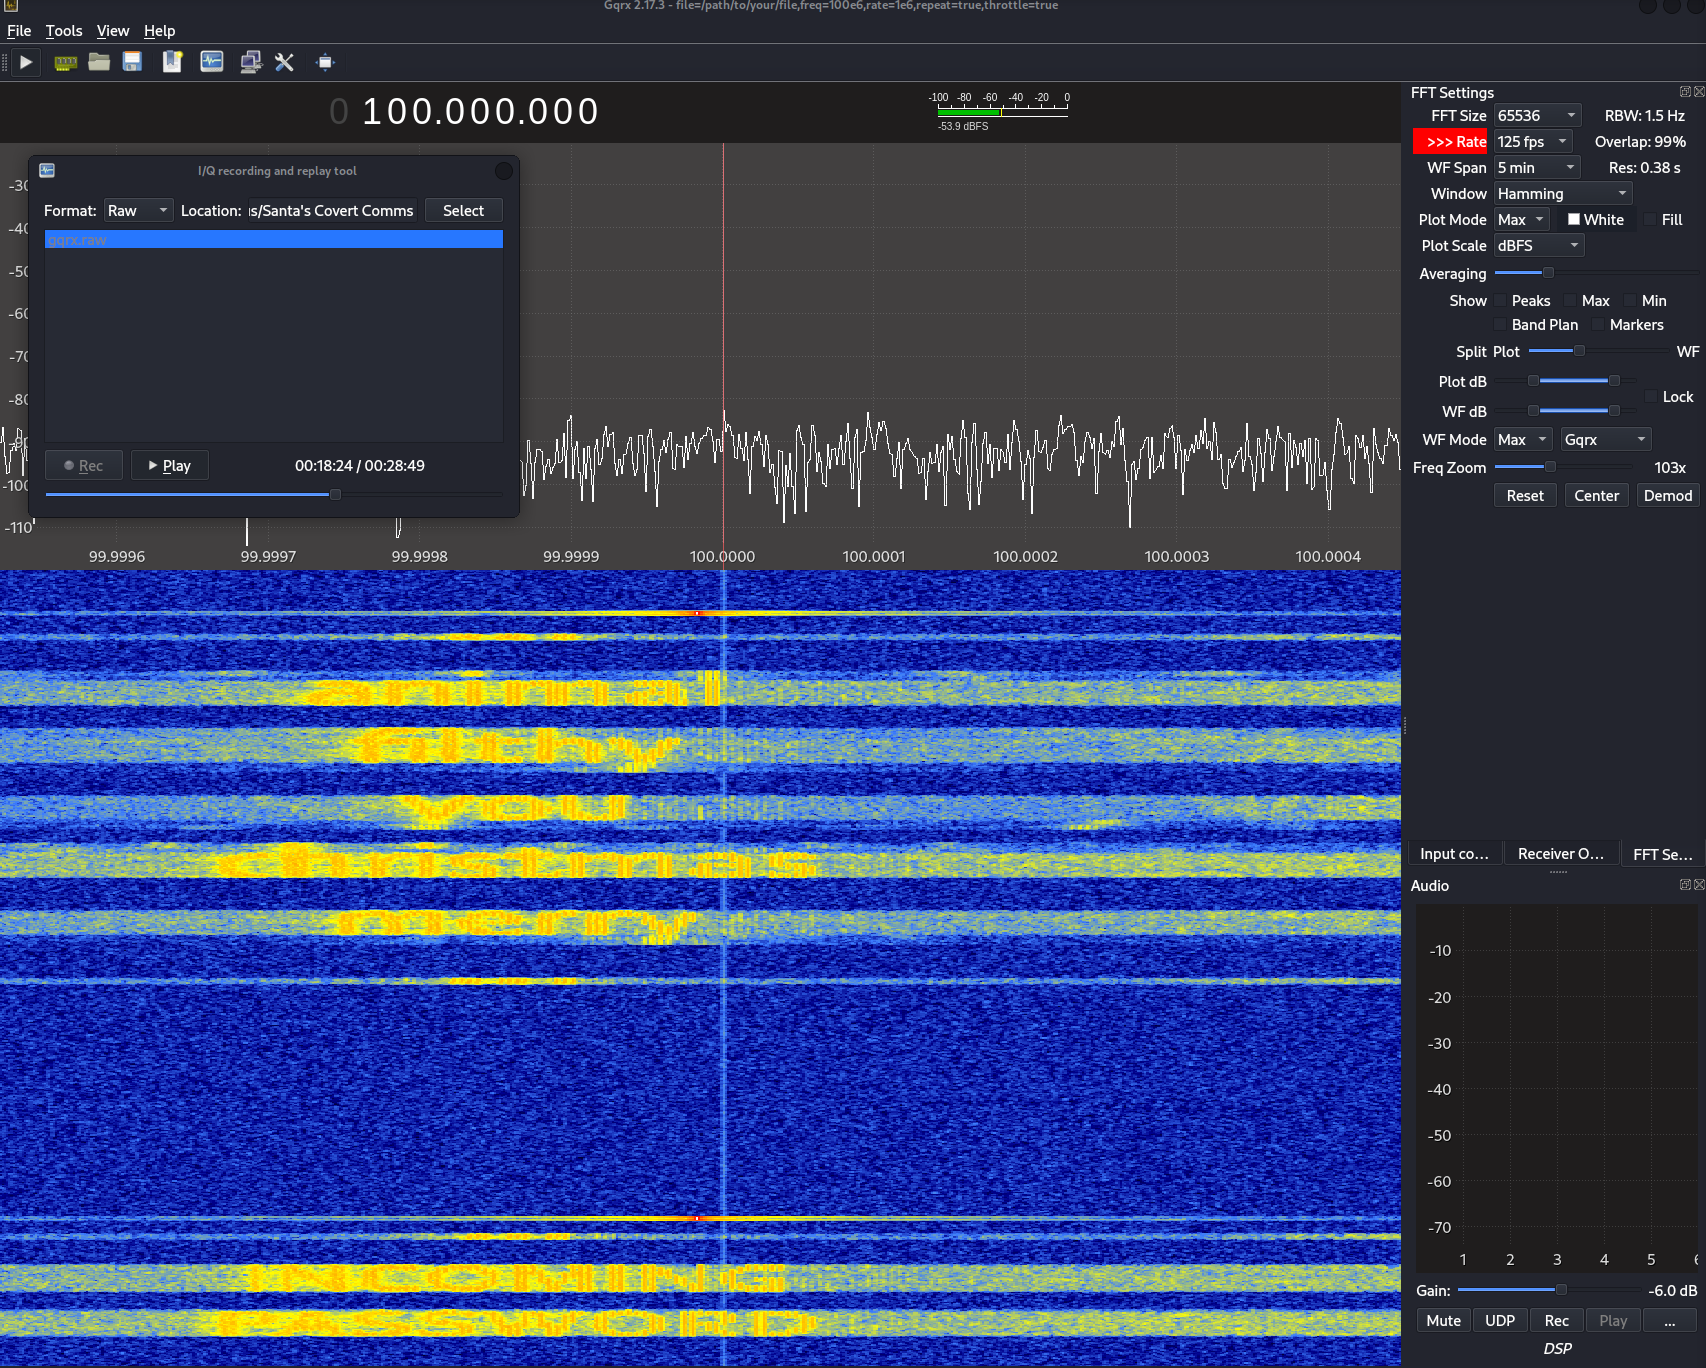 Gqrx 2.17.3 - file=/path/to/your/file,freq=100e6,rate=1e6,repeat=true,throttle=true
File Tools View Help
0 100.000.000
-100 -80 -60 -40 -20 0
-53.9 dBFS
I/Q recording and replay tool
Format: Raw Location: s/Santa's Covert Comms Select
gqrx.raw
Rec Play 00:18:24 / 00:28:49
-30
-40
-50
-60
-70
-80
-90
-100
-110
99.9996 99.9997 99.9998 99.9999 100.0000 100.0001 100.0002 100.0003 100.0004
FFT Settings
FFT Size 65536 RBW: 1.5 Hz
>>> Rate 125 fps Overlap: 99%
WF Span 5 min Res: 0.38 s
Window Hamming
Plot Mode Max White Fill
Plot Scale dBFS
Averaging
Show Peaks Max Min
Band Plan Markers
Split Plot WF
Plot dB
Lock
WF dB
WF Mode Max Gqrx
Freq Zoom 103x
Reset Center Demod
Input co... Receiver O... FFT Se...
Audio
-10
-20
-30
-40
-50
-60
-70
1 2 3 4 5 6
Gain: -6.0 dB
Mute UDP Rec Play ...
DSP